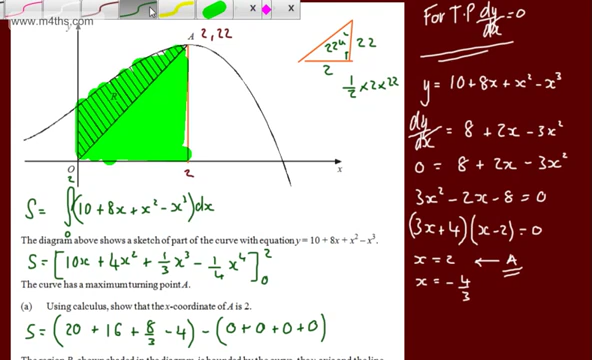 www.m4ths.com
For T.P dy/dx = 0
y
A 2,22
R
O
2
x
22u²
22
2
½ × 2 × 22
y = 10 + 8x + x² - x³
dy/dx = 8 + 2x - 3x²
0 = 8 + 2x - 3x²
3x² - 2x - 8 = 0
(3x + 4)(x - 2) = 0
x = 2 ← A
x = -4/3
S = ∫₀² (10 + 8x + x² - x³) dx
The diagram above shows a sketch of part of the curve with equation y = 10 + 8x + x² – x³.
S = [10x + 4x² + ⅓x³ - ¼x⁴]₀²
The curve has a maximum turning point A.
(a) Using calculus, show that the x-coordinate of A is 2.
S = (20 + 16 + 8/3 - 4) - (0 + 0 + 0 + 0)